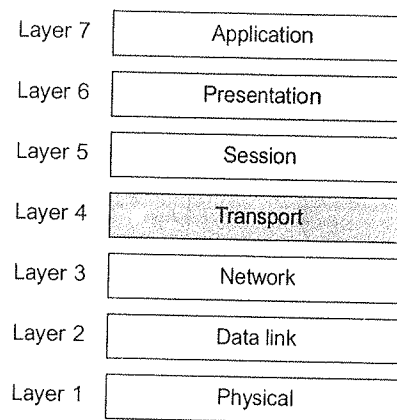 Layer 7 Application
Layer 6 Presentation
Layer 5 Session
Layer 4 Transport
Layer 3 Network
Layer 2 Data link
Layer 1 Physical